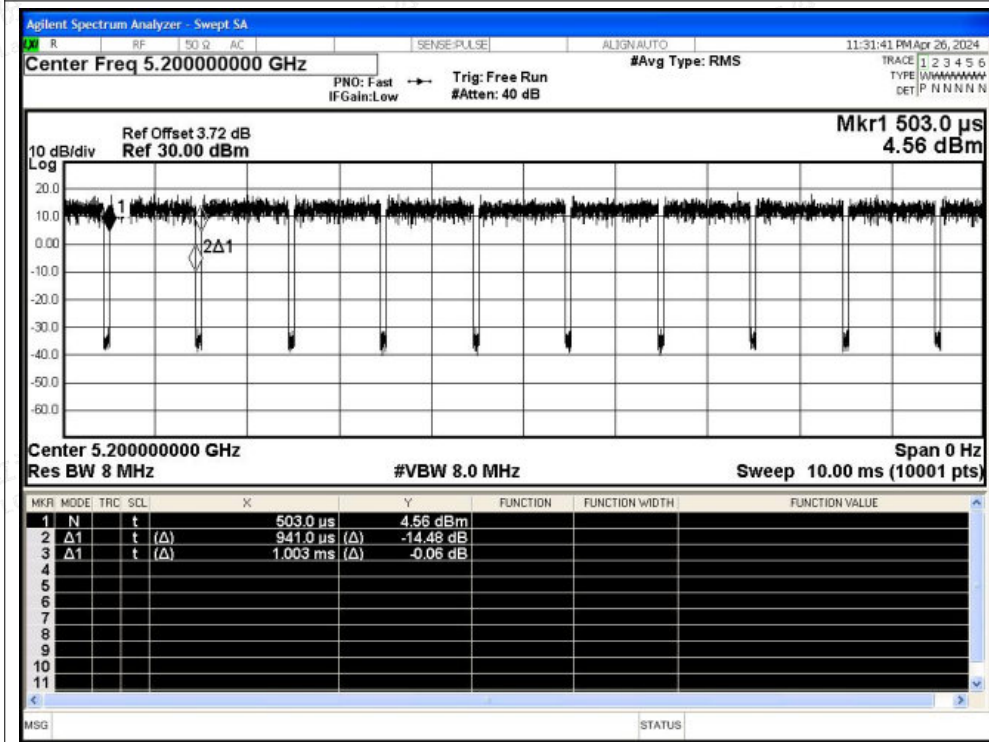 Agilent Spectrum Analyzer - Swept SA
LXI R RF 50 Ω AC SENSE:PULSE ALIGN AUTO 11:31:41 PM Apr 26, 2024
Center Freq 5.200000000 GHz #Avg Type: RMS TRACE 1 2 3 4 5 6
PNO: Fast Trig: Free Run TYPE WWWWWW
IFGain:Low #Atten: 40 dB DET P N N N N N
Mkr1 503.0 µs
Ref Offset 3.72 dB
10 dB/div Ref 30.00 dBm 4.56 dBm
Log
20.0
1
10.0
0.00
2Δ1
-10.0
-20.0
-30.0
-40.0
-50.0
-60.0
Center 5.200000000 GHz Span 0 Hz
Res BW 8 MHz #VBW 8.0 MHz Sweep 10.00 ms (10001 pts)
MKR MODE TRC SCL X Y FUNCTION FUNCTION WIDTH FUNCTION VALUE
1 N t 503.0 µs 4.56 dBm
2 Δ1 t (Δ) 941.0 µs (Δ) -14.48 dB
3 Δ1 t (Δ) 1.003 ms (Δ) -0.06 dB
4
5
6
7
8
9
10
11
MSG STATUS